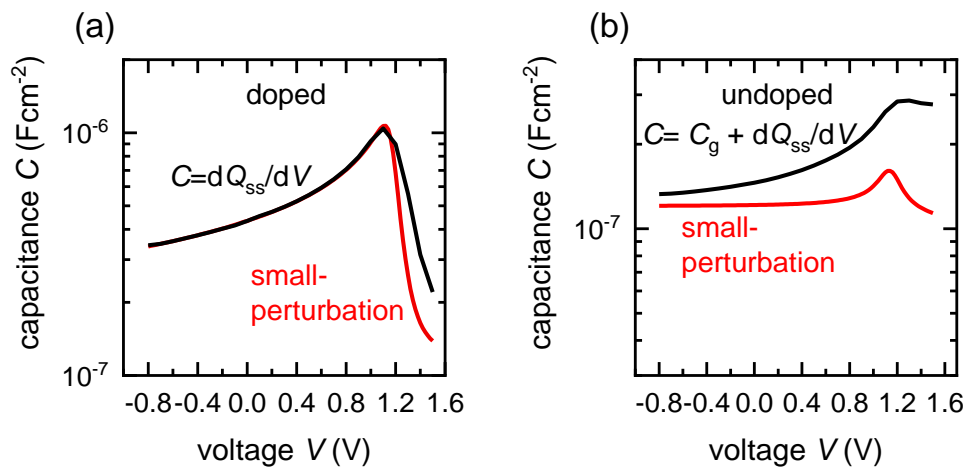 (a)
doped
C=dQss/dV
small-
perturbation
10-6
10-7
capacitance C (Fcm-2)
-0.8 -0.4 0.0 0.4 0.8 1.2 1.6
voltage V (V)
(b)
undoped
C= Cg + dQss/dV
small-
perturbation
10-7
capacitance C (Fcm-2)
-0.8 -0.4 0.0 0.4 0.8 1.2 1.6
voltage V (V)